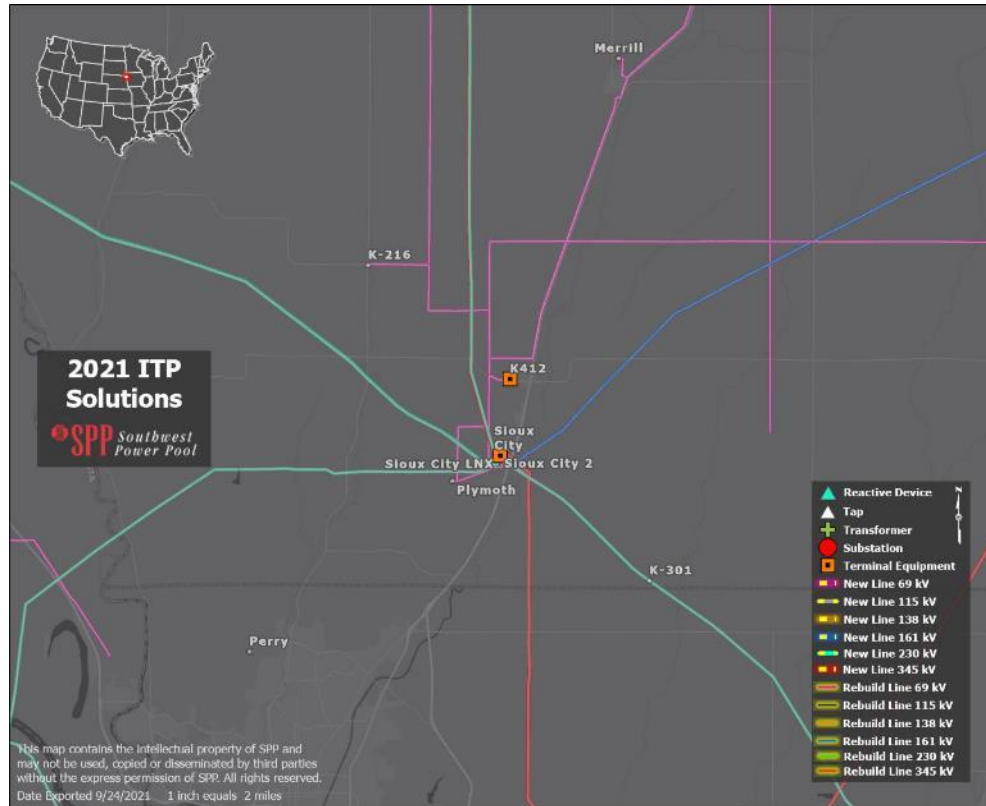 Merrill
K-216
2021 ITP
Solutions
SPP Southwest
Power Pool
K412
Sioux
City
Sioux City LNX
Sioux City 2
Plymoth
K-301
Perry
Reactive Device
Tap
Transformer
Substation
Terminal Equipment
New Line 69 kV
New Line 115 kV
New Line 138 kV
New Line 161 kV
New Line 230 kV
New Line 345 kV
Rebuild Line 69 kV
Rebuild Line 115 kV
Rebuild Line 138 kV
Rebuild Line 161 kV
Rebuild Line 230 kV
Rebuild Line 345 kV
N
This map contains the intellectual property of SPP and
may not be used, copied or disseminated by third parties
without the express permission of SPP. All rights reserved.
Date Exported 9/24/2021 1 inch equals 2 miles